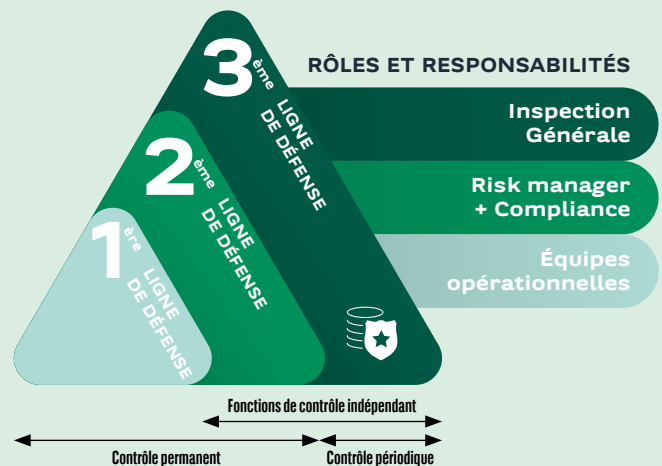 RÔLES ET RESPONSABILITÉS
3ème LIGNE
DE DÉFENSE
Inspection
Générale
2ème LIGNE
DE DÉFENSE
Risk manager
+ Compliance
1ère LIGNE
DE DÉFENSE
Équipes
opérationnelles
Fonctions de contrôle indépendant
Contrôle permanent
Contrôle périodique